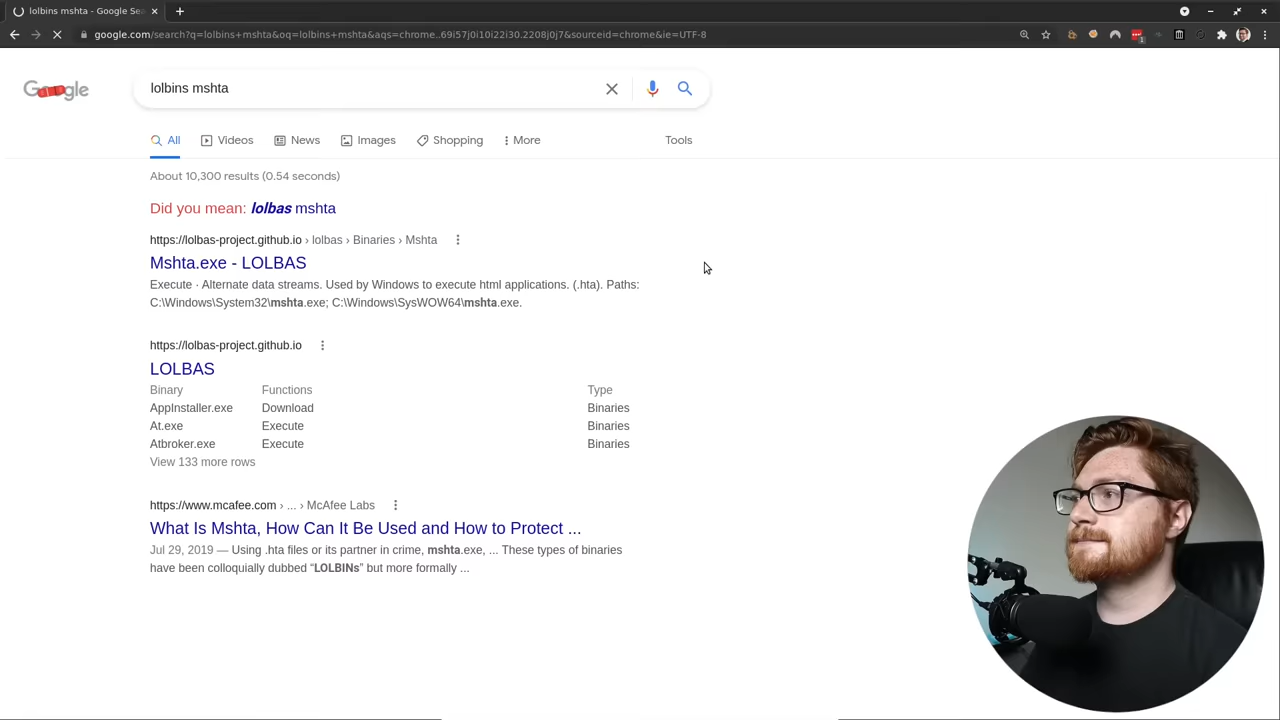 lolbins mshta - Google Sea
google.com/search?q=lolbins+mshta&oq=lolbins+mshta&aqs=chrome..69i57j0i10i22i30.2208j0j7&sourceid=chrome&ie=UTF-8
Google
lolbins mshta
All Videos News Images Shopping More Tools
About 10,300 results (0.54 seconds)
Did you mean: lolbas mshta
https://lolbas-project.github.io › lolbas › Binaries › Mshta
Mshta.exe - LOLBAS
Execute · Alternate data streams. Used by Windows to execute html applications. (.hta). Paths:
C:\Windows\System32\mshta.exe; C:\Windows\SysWOW64\mshta.exe.
https://lolbas-project.github.io
LOLBAS
Binary Functions Type
AppInstaller.exe Download Binaries
At.exe Execute Binaries
Atbroker.exe Execute Binaries
View 133 more rows
https://www.mcafee.com › ... › McAfee Labs
What Is Mshta, How Can It Be Used and How to Protect ...
Jul 29, 2019 — Using .hta files or its partner in crime, mshta.exe, ... These types of binaries
have been colloquially dubbed “LOLBINs” but more formally ...